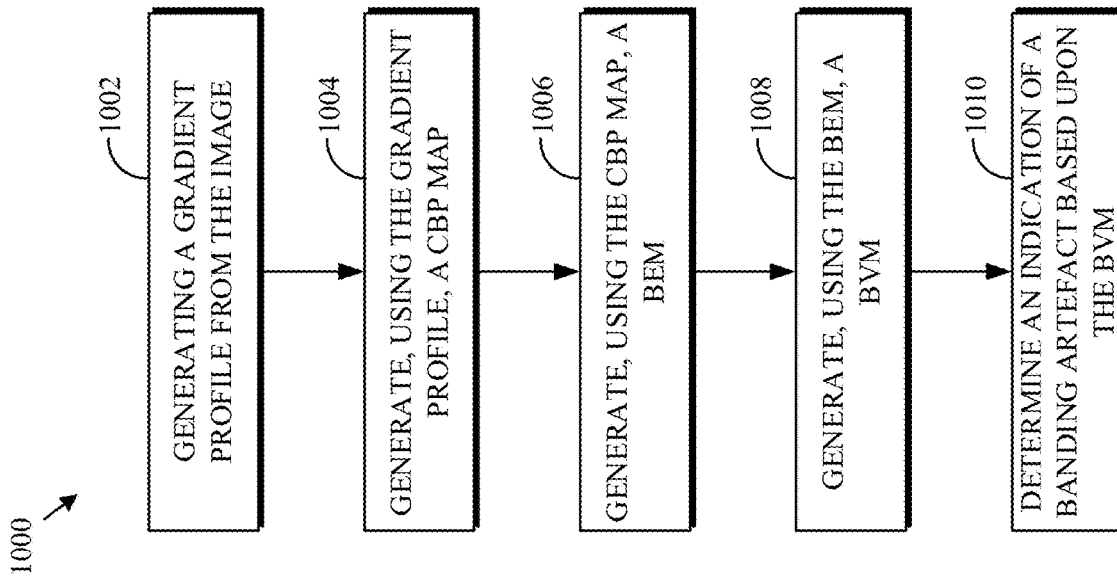 1000
1002
GENERATING A GRADIENT
PROFILE FROM THE IMAGE
1004
GENERATE, USING THE GRADIENT
PROFILE, A CBP MAP
1006
GENERATE, USING THE CBP MAP, A
BEM
1008
GENERATE, USING THE BEM, A
BVM
1010
DETERMINE AN INDICATION OF A
BANDING ARTEFACT BASED UPON
THE BVM